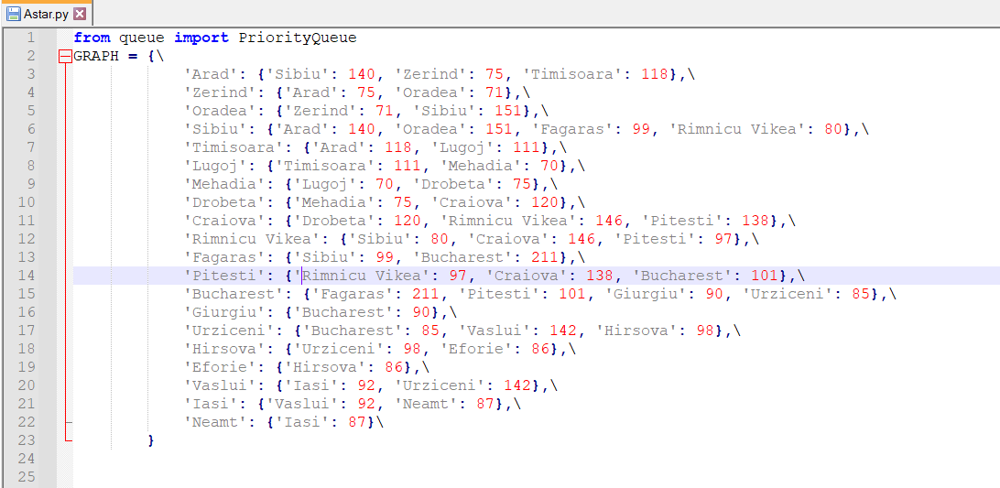 Astar.py
1 from queue import PriorityQueue
2 GRAPH = {\
3 'Arad': {'Sibiu': 140, 'Zerind': 75, 'Timisoara': 118},\
4 'Zerind': {'Arad': 75, 'Oradea': 71},\
5 'Oradea': {'Zerind': 71, 'Sibiu': 151},\
6 'Sibiu': {'Arad': 140, 'Oradea': 151, 'Fagaras': 99, 'Rimnicu Vikea': 80},\
7 'Timisoara': {'Arad': 118, 'Lugoj': 111},\
8 'Lugoj': {'Timisoara': 111, 'Mehadia': 70},\
9 'Mehadia': {'Lugoj': 70, 'Drobeta': 75},\
10 'Drobeta': {'Mehadia': 75, 'Craiova': 120},\
11 'Craiova': {'Drobeta': 120, 'Rimnicu Vikea': 146, 'Pitesti': 138},\
12 'Rimnicu Vikea': {'Sibiu': 80, 'Craiova': 146, 'Pitesti': 97},\
13 'Fagaras': {'Sibiu': 99, 'Bucharest': 211},\
14 'Pitesti': {'Rimnicu Vikea': 97, 'Craiova': 138, 'Bucharest': 101},\
15 'Bucharest': {'Fagaras': 211, 'Pitesti': 101, 'Giurgiu': 90, 'Urziceni': 85},\
16 'Giurgiu': {'Bucharest': 90},\
17 'Urziceni': {'Bucharest': 85, 'Vaslui': 142, 'Hirsova': 98},\
18 'Hirsova': {'Urziceni': 98, 'Eforie': 86},\
19 'Eforie': {'Hirsova': 86},\
20 'Vaslui': {'Iasi': 92, 'Urziceni': 142},\
21 'Iasi': {'Vaslui': 92, 'Neamt': 87},\
22 'Neamt': {'Iasi': 87}\
23 }
24
25